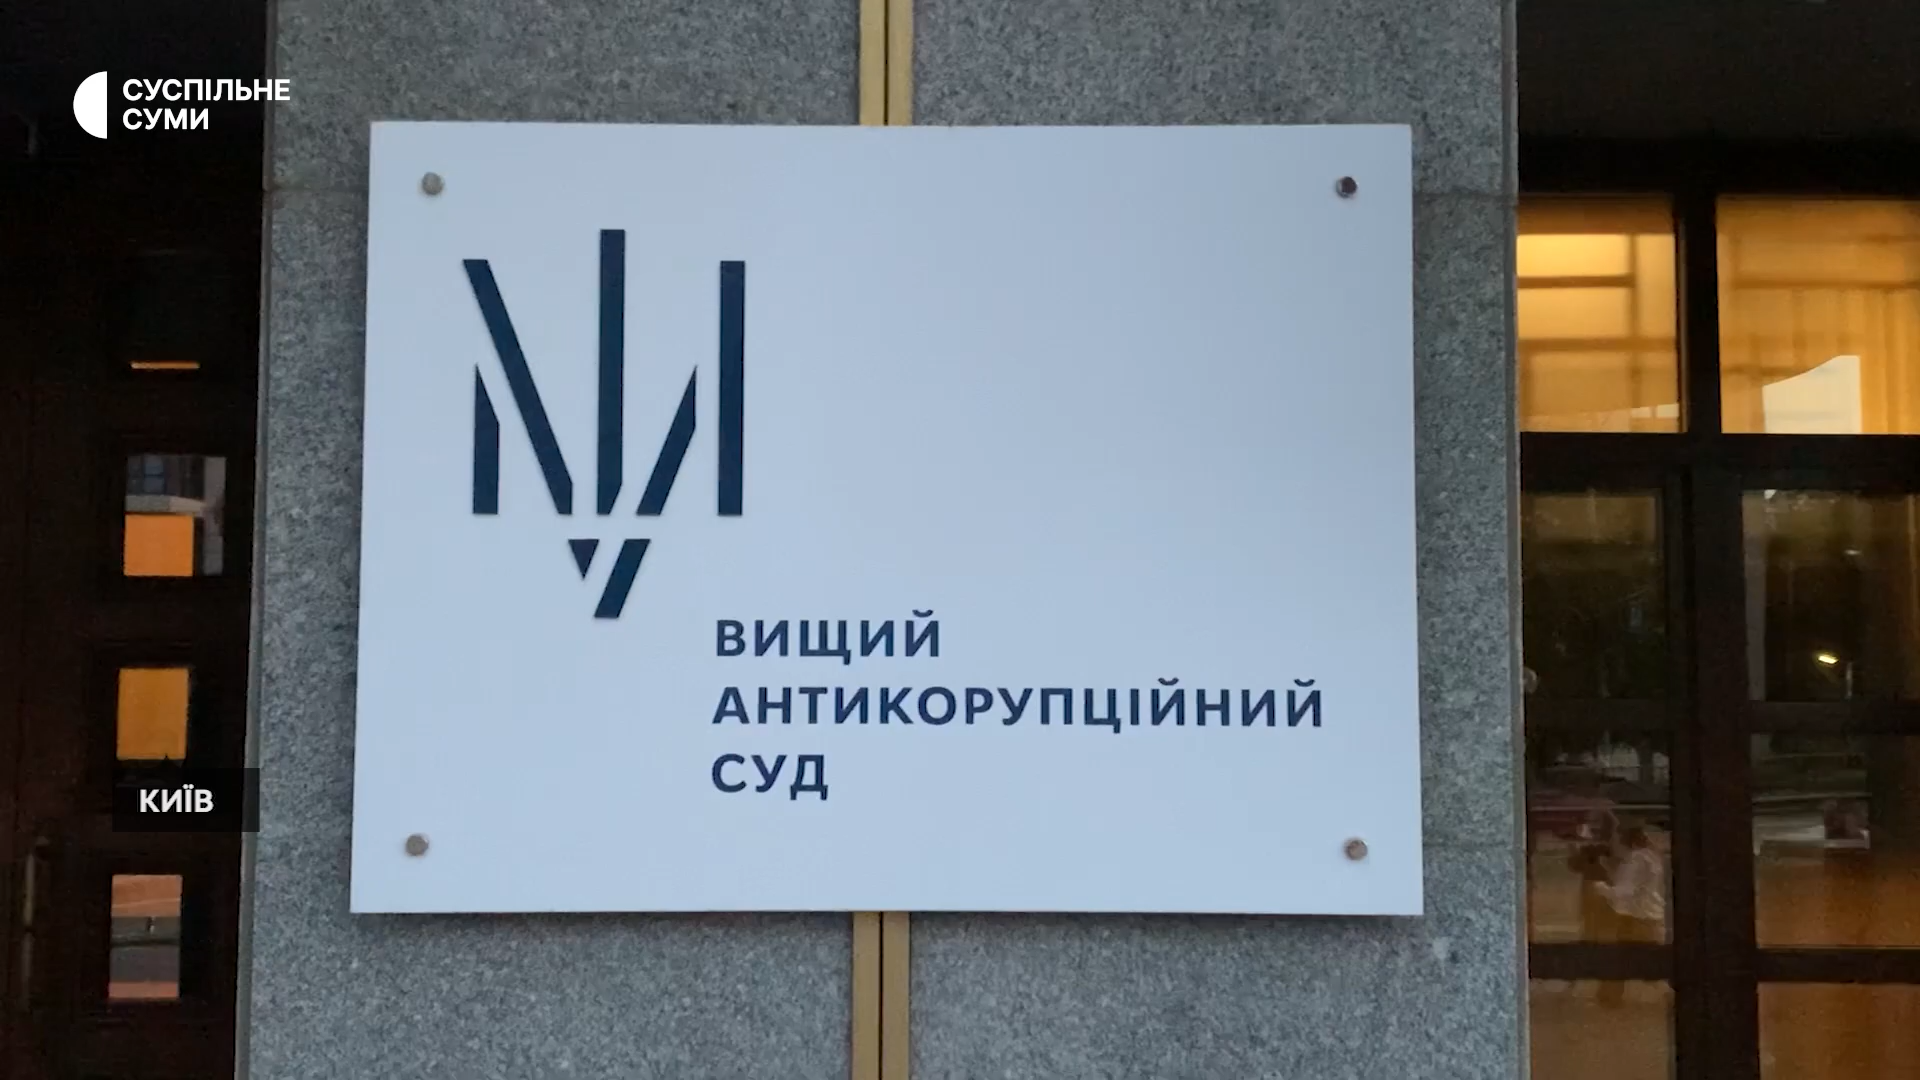 СУСПІЛЬНЕ
СУМИ
ВИЩИЙ
АНТИКОРУПЦІЙНИЙ
СУД
КИЇВ